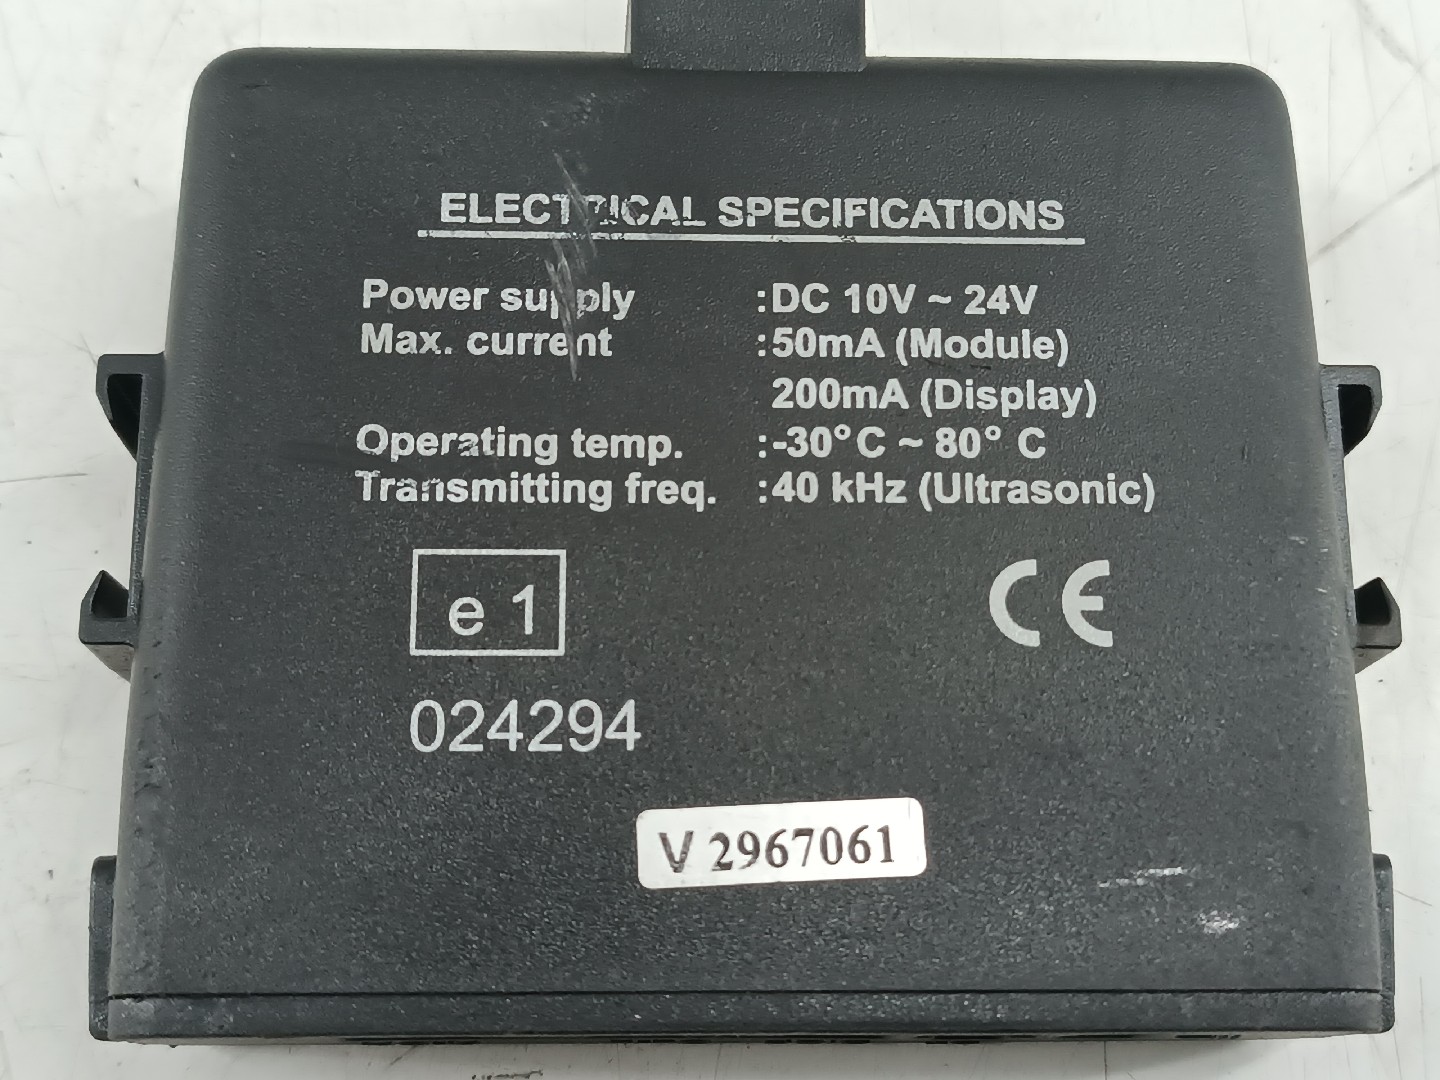 ELECTRICAL SPECIFICATIONS
Power supply :DC 10V ~ 24V
Max. current :50mA (Module)
200mA (Display)
Operating temp. :-30°C ~ 80° C
Transmitting freq. :40 kHz (Ultrasonic)
e 1
CE
024294
V 2967061